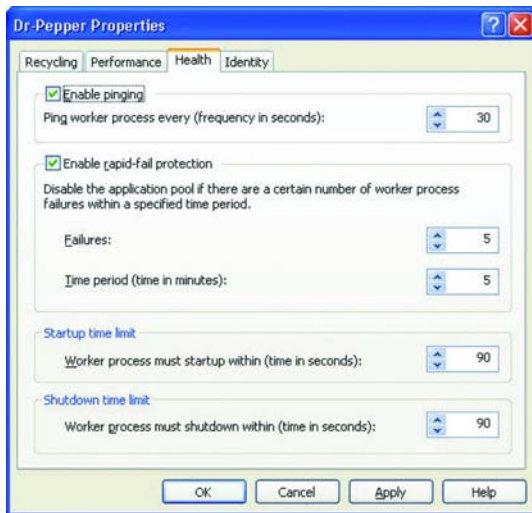 Dr-Pepper Properties
Recycling Performance Health Identity
Enable pinging
Ping worker process every (frequency in seconds): 30
Enable rapid-fail protection
Disable the application pool if there are a certain number of worker process
failures within a specified time period.
Failures: 5
Time period (time in minutes): 5
Startup time limit
Worker process must startup within (time in seconds): 90
Shutdown time limit
Worker process must shutdown within (time in seconds): 90
OK Cancel Apply Help